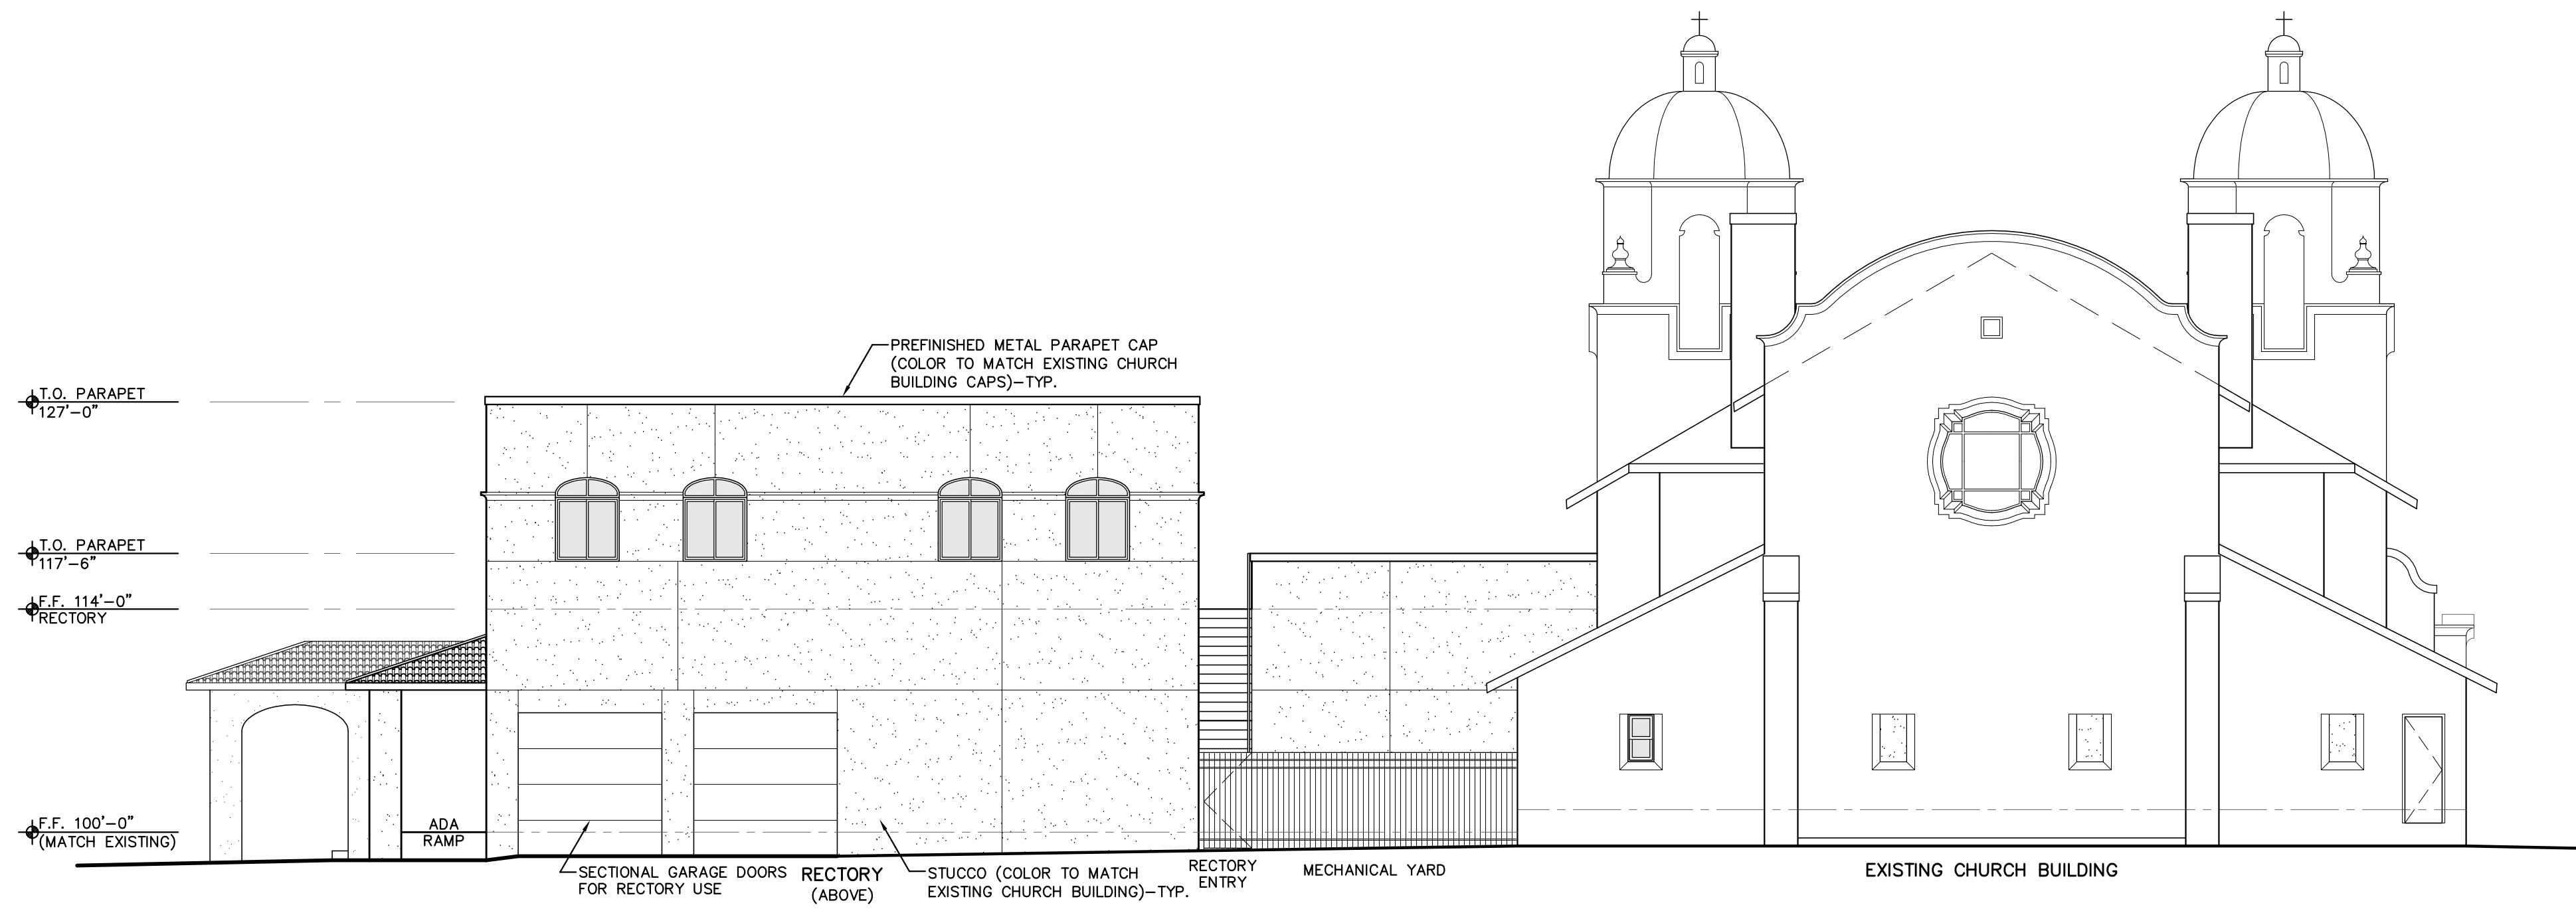 PREFINISHED METAL PARAPET CAP
(COLOR TO MATCH EXISTING CHURCH
BUILDING CAPS)-TYP.
T.O. PARAPET
127'-0"
T.O. PARAPET
117'-6"
F.F. 114'-0"
RECTORY
F.F. 100'-0"
(MATCH EXISTING)
ADA
RAMP
SECTIONAL GARAGE DOORS
FOR RECTORY USE
RECTORY
(ABOVE)
STUCCO (COLOR TO MATCH
EXISTING CHURCH BUILDING)-TYP.
RECTORY
ENTRY
MECHANICAL YARD
EXISTING CHURCH BUILDING